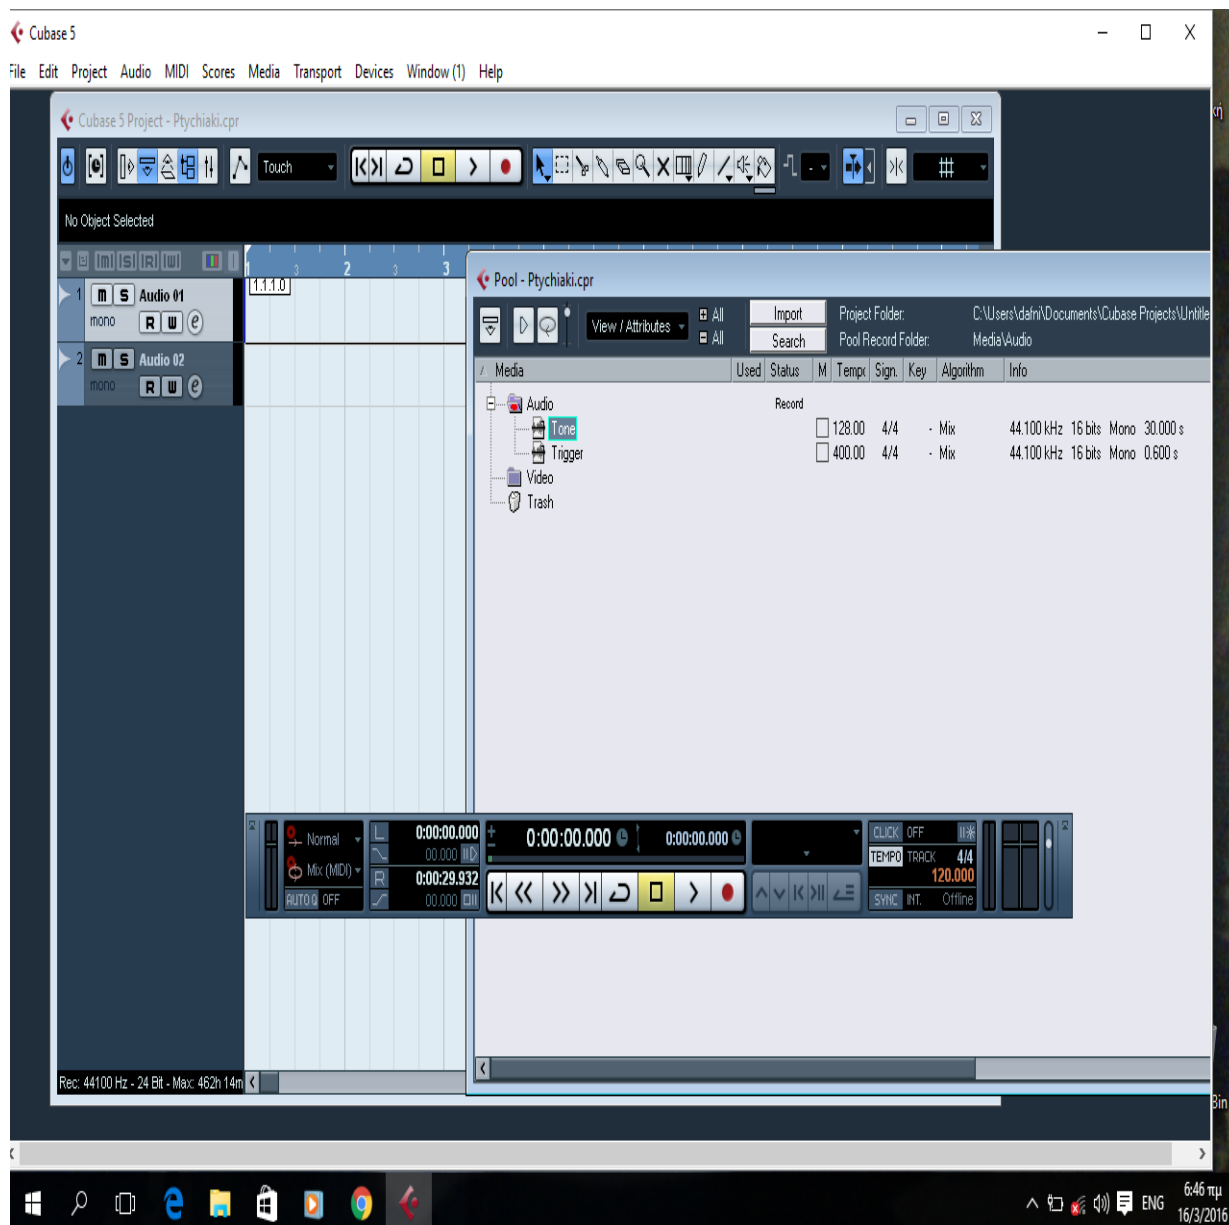 Cubase 5
File Edit Project Audio MIDI Scores Media Transport Devices Window (1) Help
Cubase 5 Project - Ptychiaki.cpr
Touch
No Object Selected
1 2 3
1.1.1.0
1 m S Audio 01
mono R W e
2 m S Audio 02
mono R W e
Pool - Ptychiaki.cpr
View / Attributes
All
All
Import
Search
Project Folder: C:\Users\dafni\Documents\Cubase Projects\Untitle
Pool Record Folder: Media\Audio
Media Used Status M Tempo Sign. Key Algorithm Info
Audio Record
Tone 128.00 4/4 - Mix 44.100 kHz 16 bits Mono 30.000 s
Trigger 400.00 4/4 - Mix 44.100 kHz 16 bits Mono 0.600 s
Video
Trash
Normal L 0:00:00.000 0:00:00.000 0:00:00.000 CLICK OFF
00.000
Mix (MIDI) R 0:00:29.932 TEMPO TRACK 4/4
120.000
AUTO Q OFF 00.000 SYNC INT. Offline
Rec: 44100 Hz - 24 Bit - Max: 462h 14m
ENG
6:46 πμ
16/3/2016